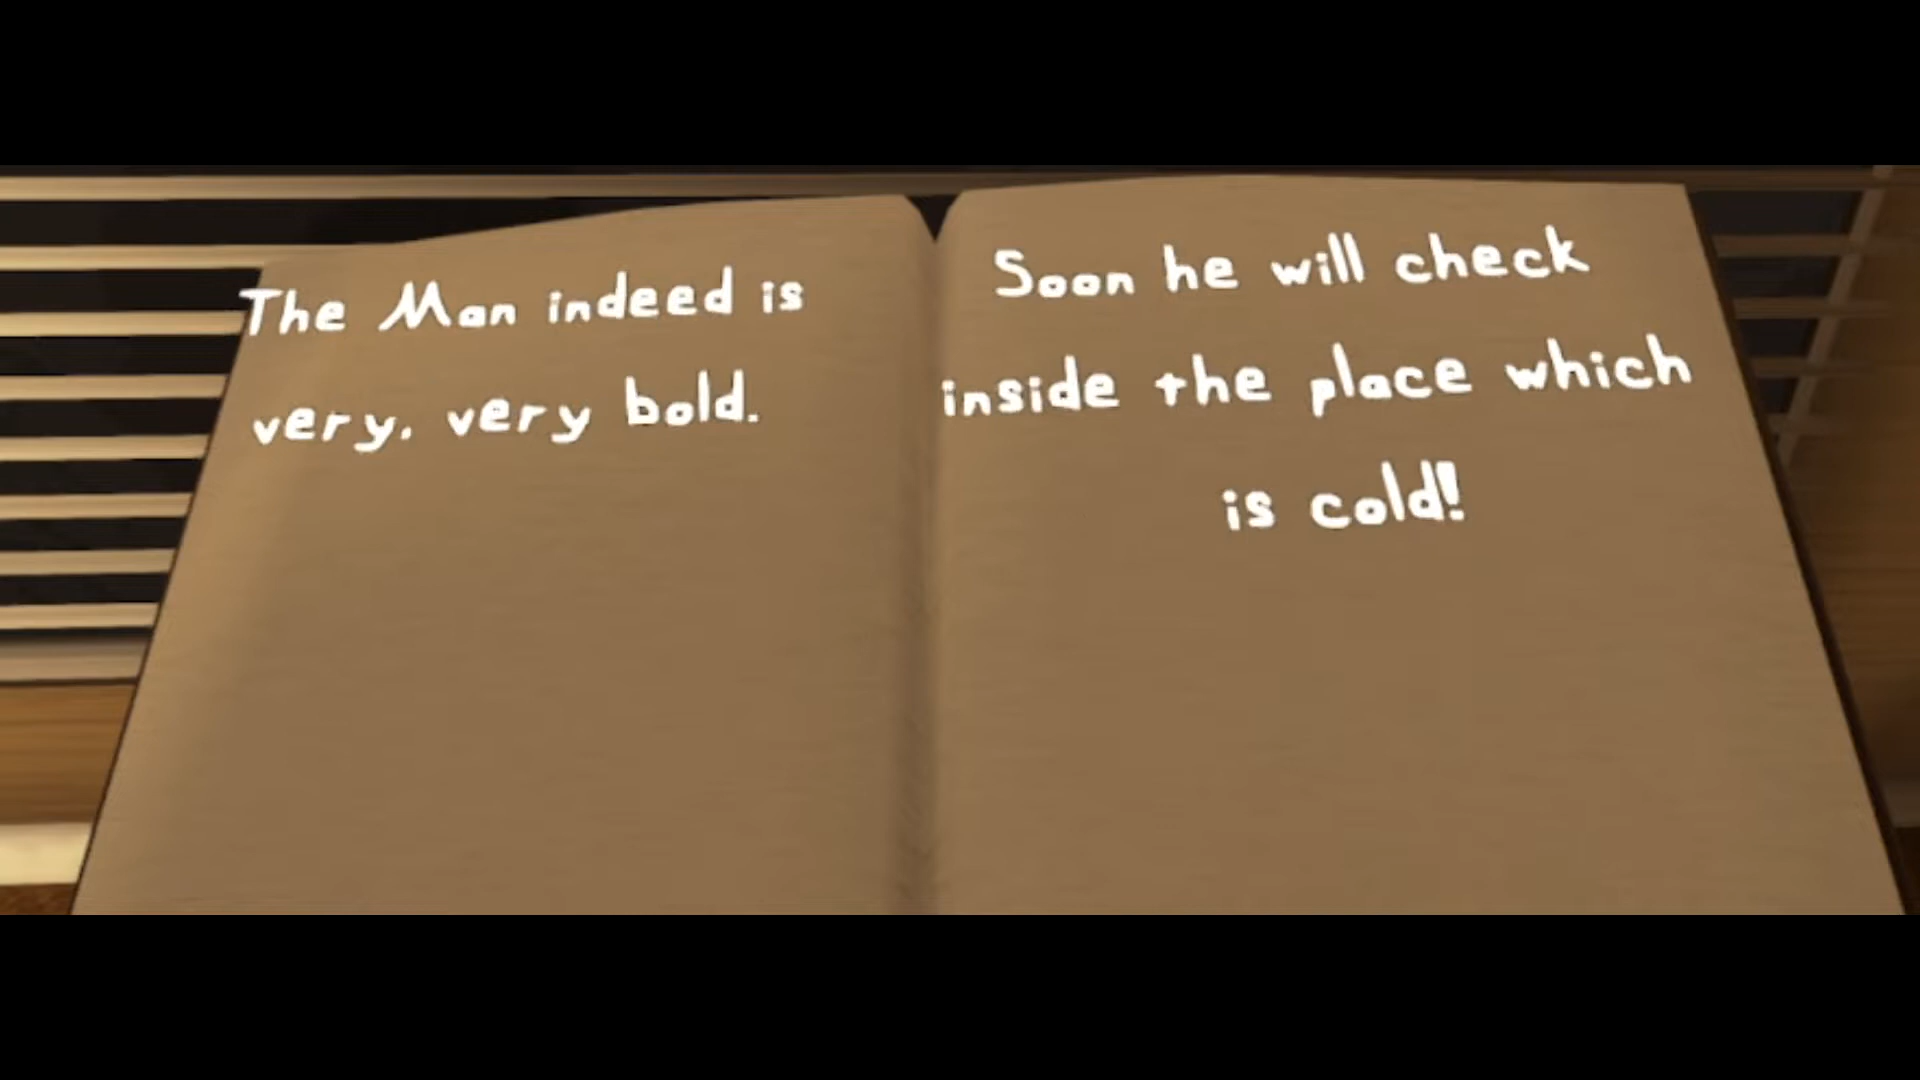 The Man indeed is
very, very bold.
Soon he will check
inside the place which
is cold!